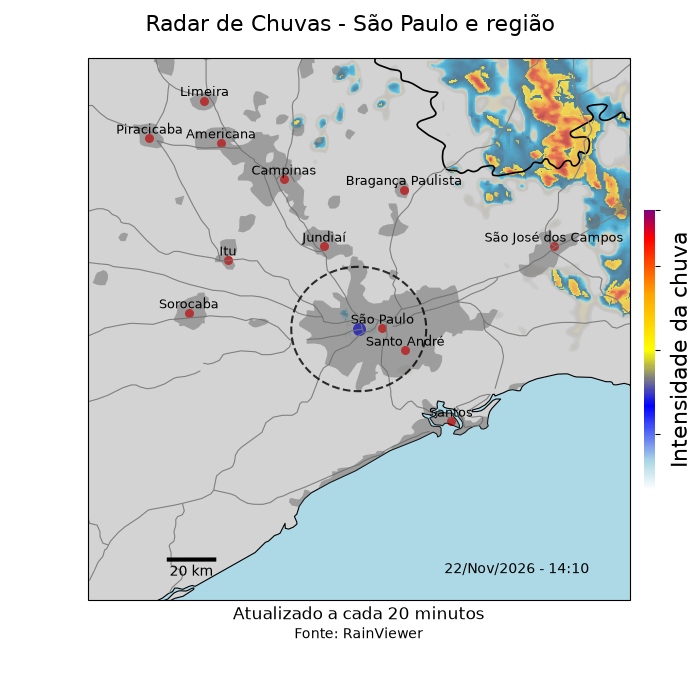 Radar de Chuvas - São Paulo e região
Limeira
Piracicaba
Americana
Campinas
Bragança Paulista
Jundiaí
São José dos Campos
Itu
Sorocaba
São Paulo
Santo André
Santos
Intensidade da chuva
20 km
22/Nov/2026 - 14:10
Atualizado a cada 20 minutos
Fonte: RainViewer